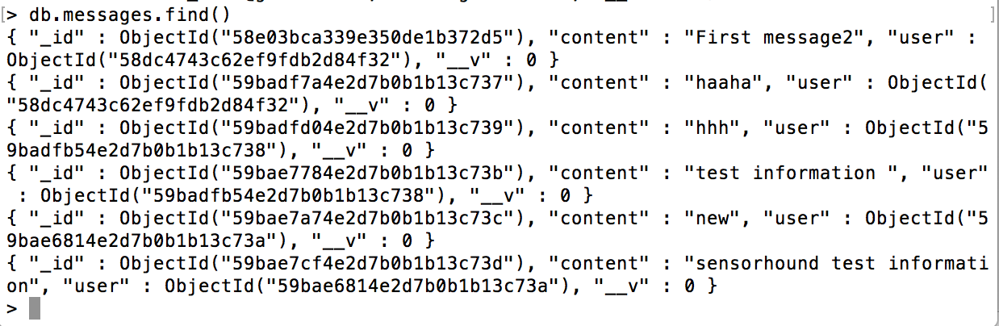 [> db.messages.find() ]
{ "_id" : ObjectId("58e03bca339e350de1b372d5"), "content" : "First message2", "user" :
ObjectId("58dc4743c62ef9fdb2d84f32"), "__v" : 0 }
{ "_id" : ObjectId("59badf7a4e2d7b0b1b13c737"), "content" : "haaha", "user" : ObjectId(
"58dc4743c62ef9fdb2d84f32"), "__v" : 0 }
{ "_id" : ObjectId("59badfd04e2d7b0b1b13c739"), "content" : "hhh", "user" : ObjectId("5
9badfb54e2d7b0b1b13c738"), "__v" : 0 }
{ "_id" : ObjectId("59bae7784e2d7b0b1b13c73b"), "content" : "test information ", "user"
 : ObjectId("59badfb54e2d7b0b1b13c738"), "__v" : 0 }
{ "_id" : ObjectId("59bae7a74e2d7b0b1b13c73c"), "content" : "new", "user" : ObjectId("5
9bae6814e2d7b0b1b13c73a"), "__v" : 0 }
{ "_id" : ObjectId("59bae7cf4e2d7b0b1b13c73d"), "content" : "sensorhound test informati
on", "user" : ObjectId("59bae6814e2d7b0b1b13c73a"), "__v" : 0 }
>